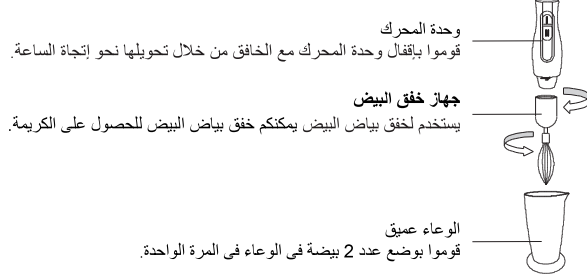 وحدة المحرك
قوموا بإقفال وحدة المحرك مع الخافق من خلال تحويلها نحو إتجاة الساعة.
جهاز خفق البيض
يستخدم لخفق بياض البيض يمكنكم خفق بياض البيض للحصول على الكريمة.
الوعاء عميق
قوموا بوضع عدد 2 بيضة فى الوعاء فى المرة الواحدة.